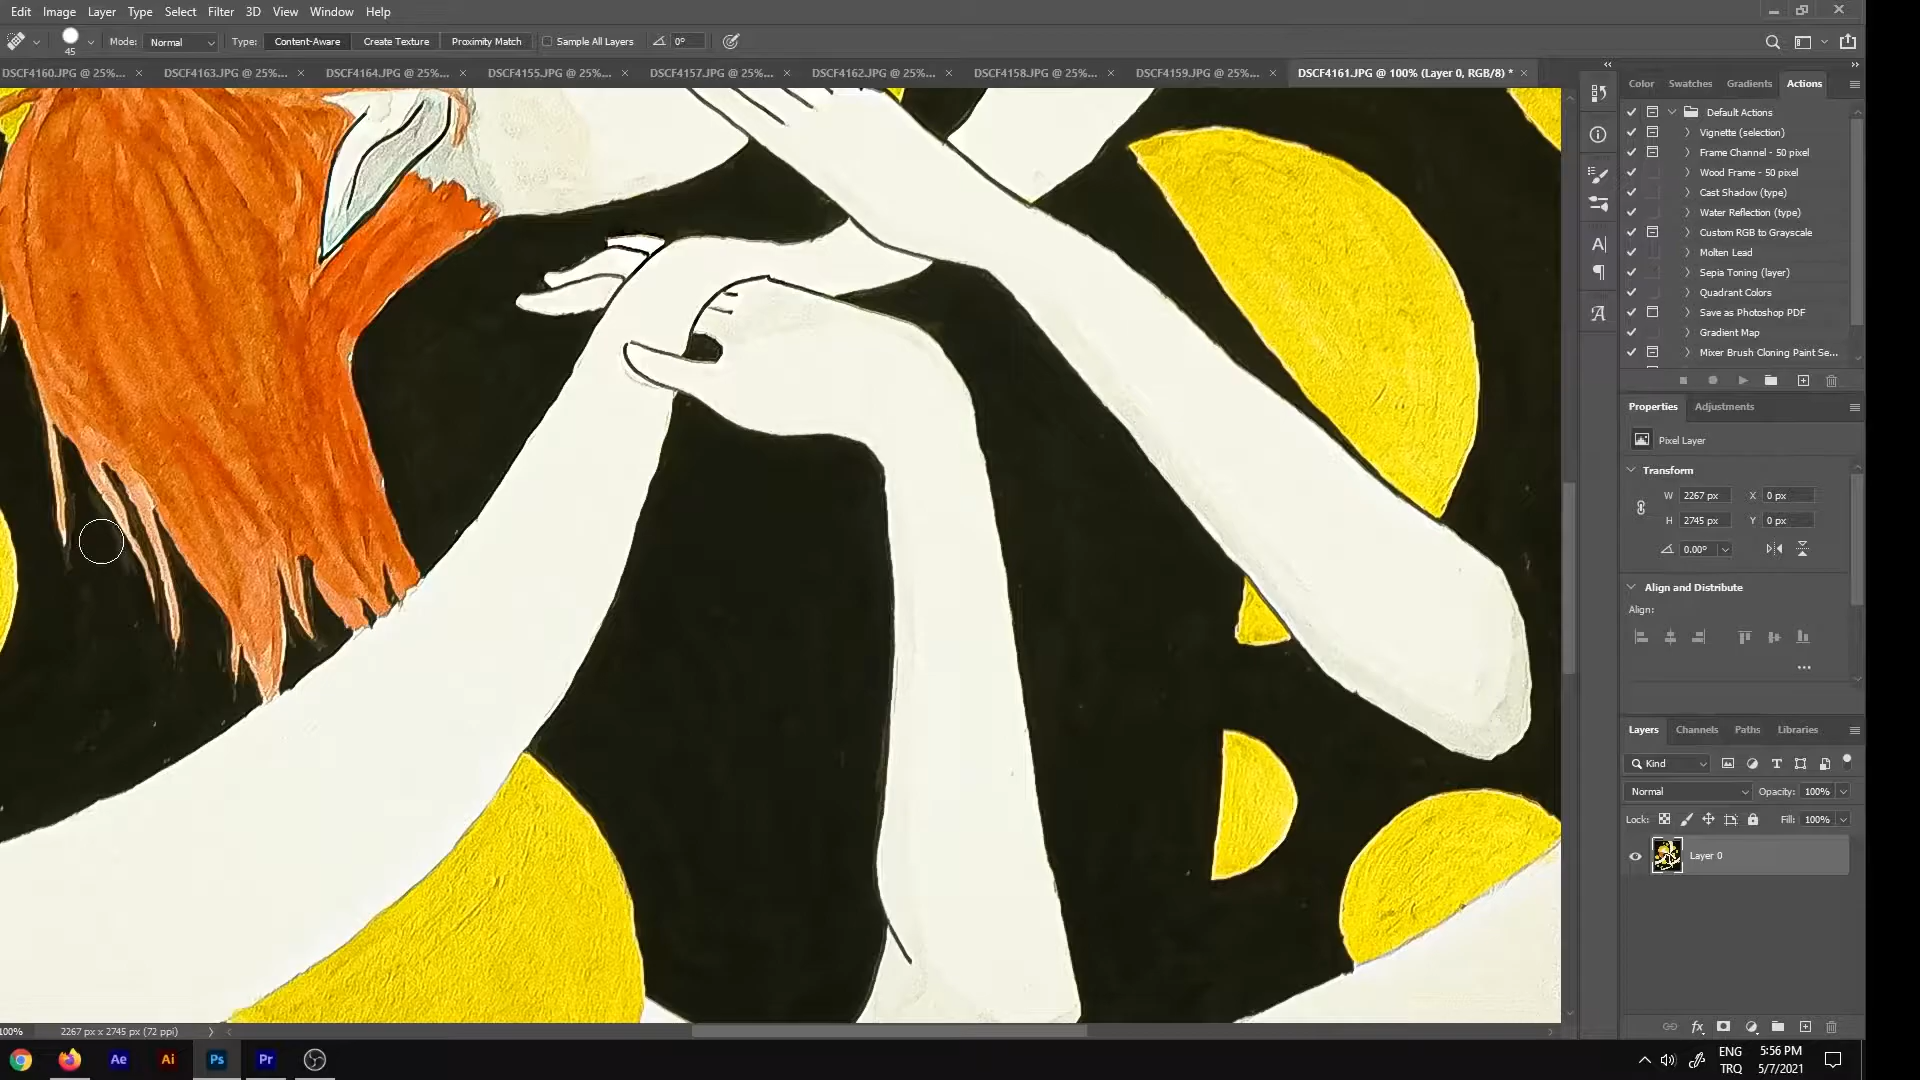 Edit Image Layer Type Select Filter 3D View Window Help
45 Mode: Normal Type: Content-Aware Create Texture Proximity Match Sample All Layers 0°
DSCF4160.JPG @ 25%... × DSCF4163.JPG @ 25%... × DSCF4164.JPG @ 25%... × DSCF4155.JPG @ 25%... × DSCF4157.JPG @ 25%... × DSCF4162.JPG @ 25%... × DSCF4158.JPG @ 25%... × DSCF4159.JPG @ 25%... × DSCF4161.JPG @ 100% (Layer 0, RGB/8) * ×
Color Swatches Gradients Actions
Default Actions
Vignette (selection)
Frame Channel - 50 pixel
Wood Frame - 50 pixel
Cast Shadow (type)
Water Reflection (type)
Custom RGB to Grayscale
Molten Lead
Sepia Toning (layer)
Quadrant Colors
Save as Photoshop PDF
Gradient Map
Mixer Brush Cloning Paint Se...
Properties Adjustments
Pixel Layer
Transform
W 2267 px X 0 px
H 2745 px Y 0 px
0.00°
Align and Distribute
Align:
Layers Channels Paths Libraries
Kind
Normal Opacity: 100%
Lock: Fill: 100%
Layer 0
fx
100% 2267 px x 2745 px (72 ppi)
Ae Ai Ps Pr
ENG 5:56 PM
TRQ 5/7/2021